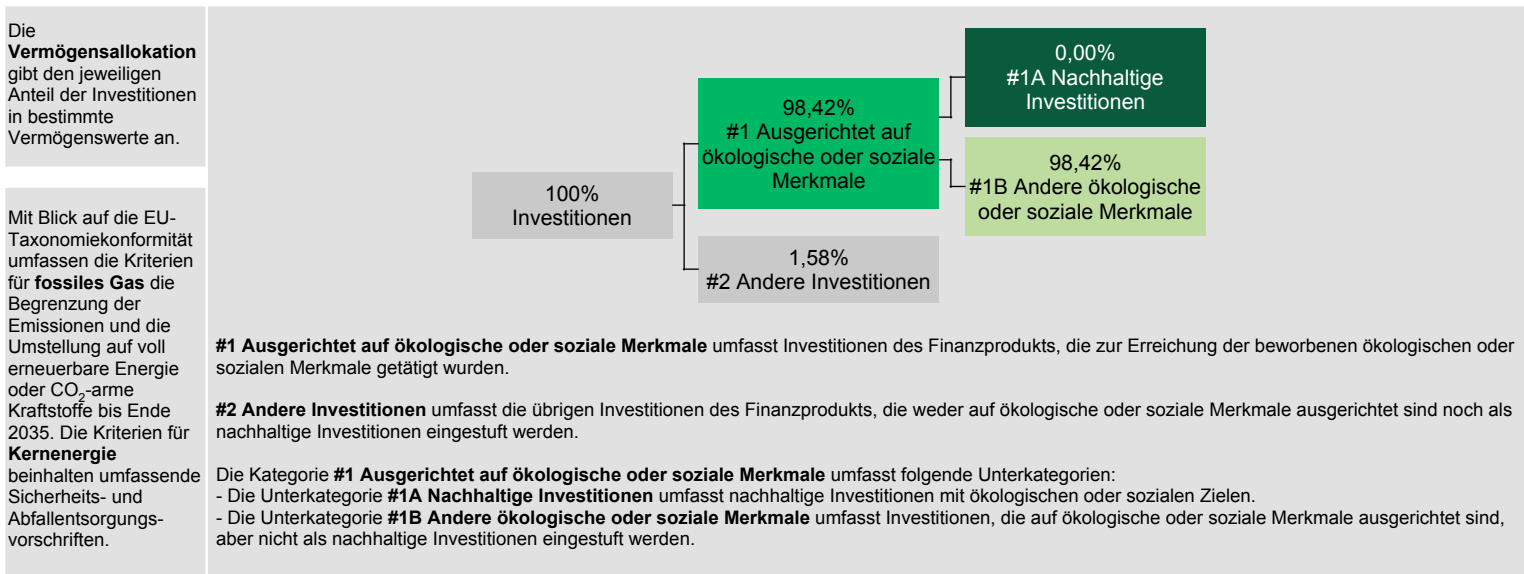 Die
Vermögensallokation
gibt den jeweiligen
Anteil der Investitionen
in bestimmte
Vermögenswerte an.
Mit Blick auf die EU-
Taxonomiekonformität
umfassen die Kriterien
für fossiles Gas die
Begrenzung der
Emissionen und die
Umstellung auf voll
erneuerbare Energie
oder CO₂-arme
Kraftstoffe bis Ende
2035. Die Kriterien für
Kernenergie
beinhalten umfassende
Sicherheits- und
Abfallentsorgungs-
vorschriften.
100%
Investitionen
98,42%
#1 Ausgerichtet auf
ökologische oder soziale
Merkmale
1,58%
#2 Andere Investitionen
0,00%
#1A Nachhaltige
Investitionen
98,42%
#1B Andere ökologische
oder soziale Merkmale
#1 Ausgerichtet auf ökologische oder soziale Merkmale umfasst Investitionen des Finanzprodukts, die zur Erreichung der beworbenen ökologischen oder
sozialen Merkmale getätigt wurden.
#2 Andere Investitionen umfasst die übrigen Investitionen des Finanzprodukts, die weder auf ökologische oder soziale Merkmale ausgerichtet sind noch als
nachhaltige Investitionen eingestuft werden.
Die Kategorie #1 Ausgerichtet auf ökologische oder soziale Merkmale umfasst folgende Unterkategorien:
- Die Unterkategorie #1A Nachhaltige Investitionen umfasst nachhaltige Investitionen mit ökologischen oder sozialen Zielen.
- Die Unterkategorie #1B Andere ökologische oder soziale Merkmale umfasst Investitionen, die auf ökologische oder soziale Merkmale ausgerichtet sind,
aber nicht als nachhaltige Investitionen eingestuft werden.